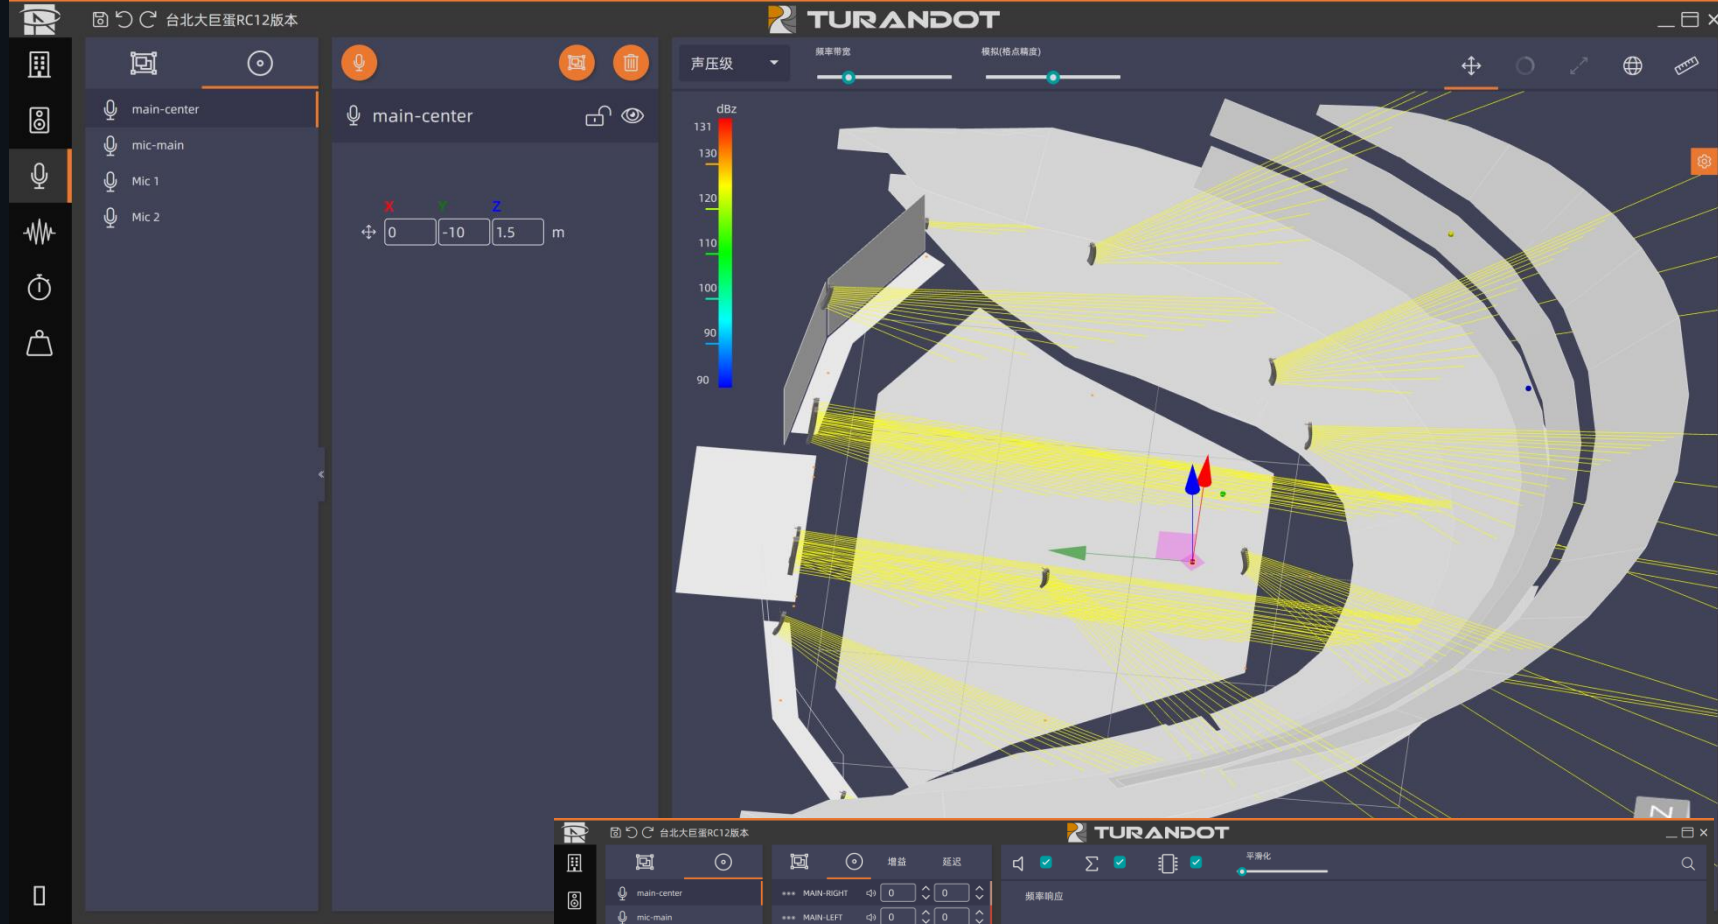 台北大巨蛋RC12版本
TURANDOT
声压级
频率带宽
模拟(格点精度)
main-center
mic-main
Mic 1
Mic 2
main-center
X Y Z
0 -10 1.5 m
dBz
131
130
120
110
100
90
90
Z
台北大巨蛋RC12版本
TURANDOT
增益 延迟
平滑化
main-center
MAIN-RIGHT 0 0
频率响应
mic-main
MAIN-LEFT 0 0